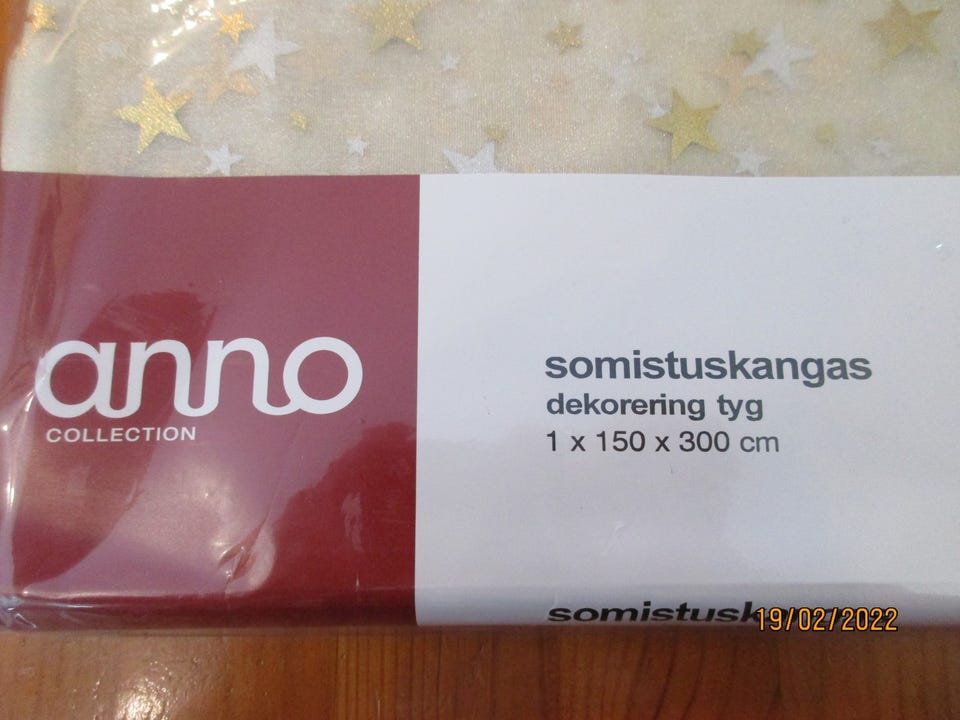 anno
COLLECTION
somistuskangas
dekorering tyg
1 x 150 x 300 cm
19/02/2022